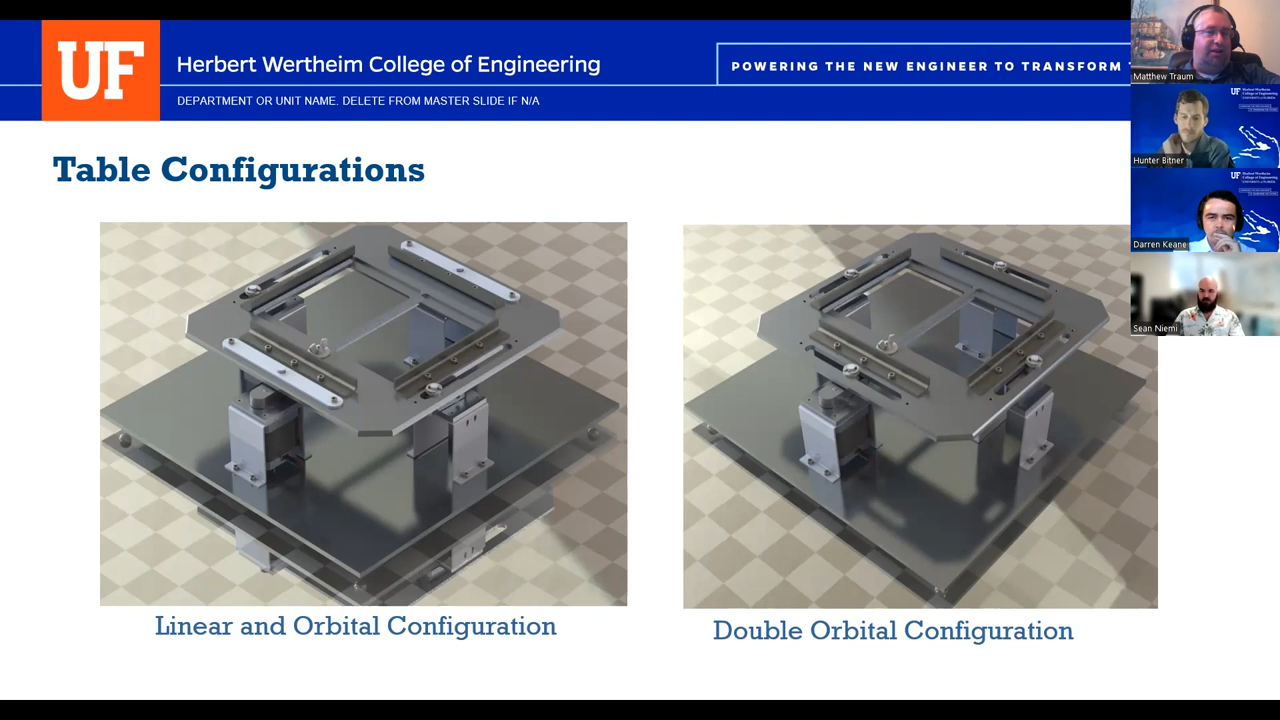 UF
Herbert Wertheim College of Engineering
POWERING THE NEW ENGINEER TO TRANSFORM
DEPARTMENT OR UNIT NAME. DELETE FROM MASTER SLIDE IF N/A
Table Configurations
Linear and Orbital Configuration
Double Orbital Configuration
Matthew Traum
UF
Hunter Bitner
UF
Darren Keane
Sean Niemi